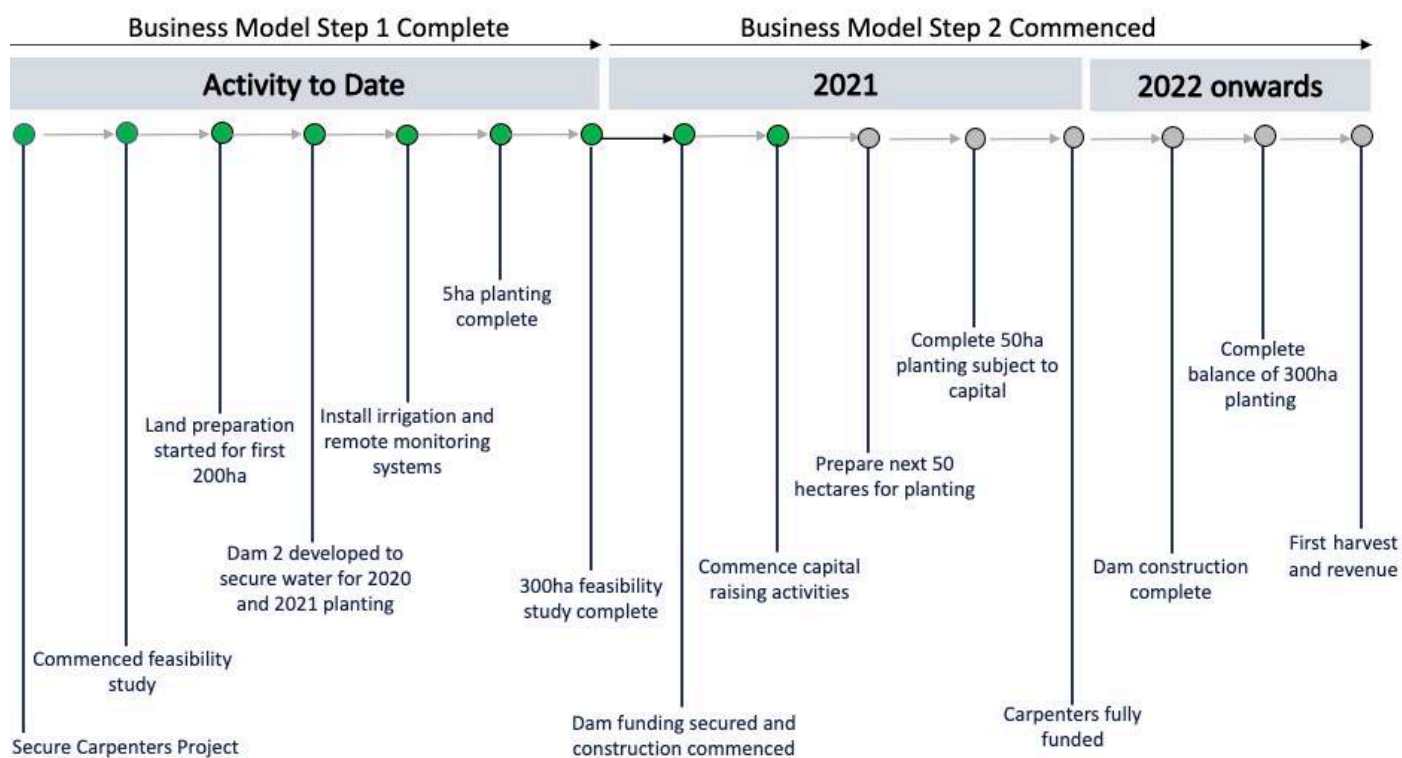 Business Model Step 1 Complete
Business Model Step 2 Commenced
Activity to Date
2021
2022 onwards
Secure Carpenters Project
Commenced feasibility
study
Land preparation
started for first
200ha
Dam 2 developed to
secure water for 2020
and 2021 planting
Install irrigation and
remote monitoring
systems
5ha planting
complete
300ha feasibility
study complete
Dam funding secured and
construction commenced
Commence capital
raising activities
Prepare next 50
hectares for planting
Complete 50ha
planting subject to
capital
Carpenters fully
funded
Dam construction
complete
Complete
balance of 300ha
planting
First harvest
and revenue